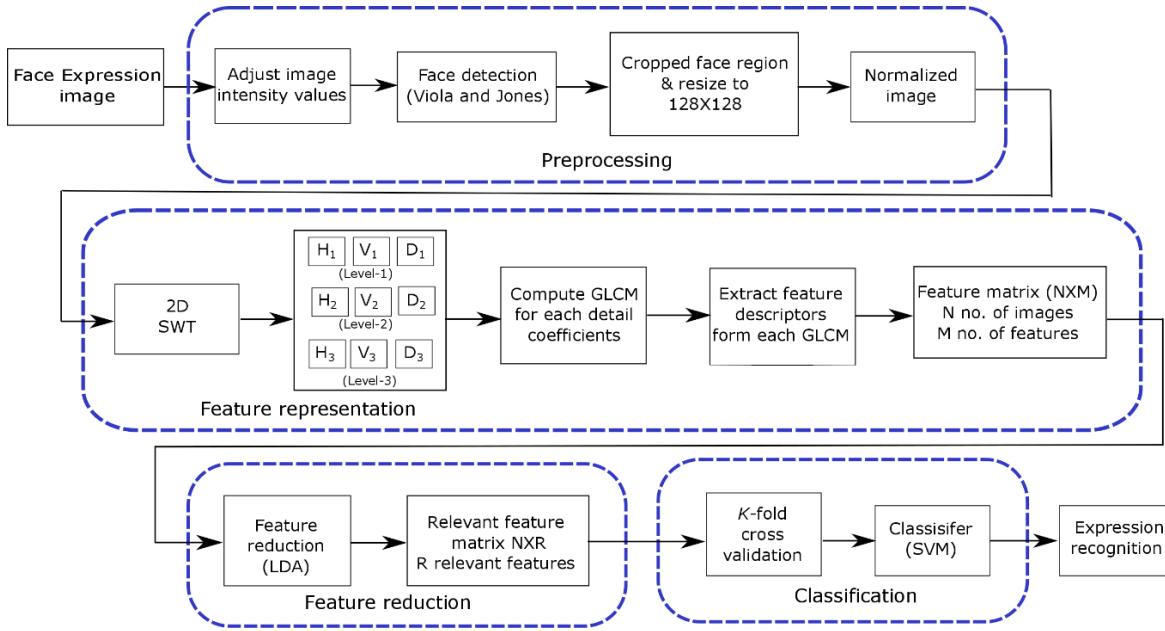 Face Expression
image
Adjust image
intensity values
Face detection
(Viola and Jones)
Cropped face region
& resize to
128X128
Normalized
image
Preprocessing
2D
SWT
H₁ V₁ D₁
(Level-1)
H₂ V₂ D₂
(Level-2)
H₃ V₃ D₃
(Level-3)
Compute GLCM
for each detail
coefficients
Extract feature
descriptors
form each GLCM
Feature matrix (NXM)
N no. of images
M no. of features
Feature representation
Feature
reduction
(LDA)
Relevant feature
matrix NXR
R relevant features
Feature reduction
K-fold
cross
validation
Classisifer
(SVM)
Classification
Expression
recognition